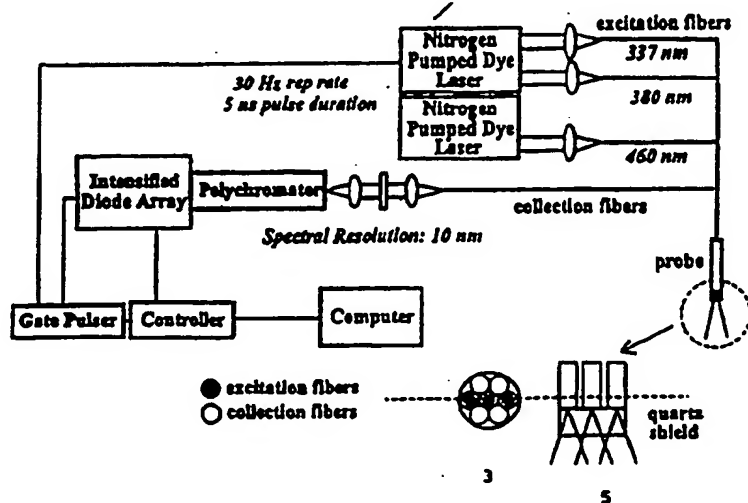 excitation fibers
Nitrogen
Pumped Dye
Laser
337 nm
30 Hz rep rate
5 ns pulse duration
380 nm
Nitrogen
Pumped Dye
Laser
460 nm
Intensified
Diode Array
Polychromator
collection fibers
Spectral Resolution: 10 nm
probe
Gate Pulser
Controller
Computer
excitation fibers
collection fibers
quartz
shield
3
5